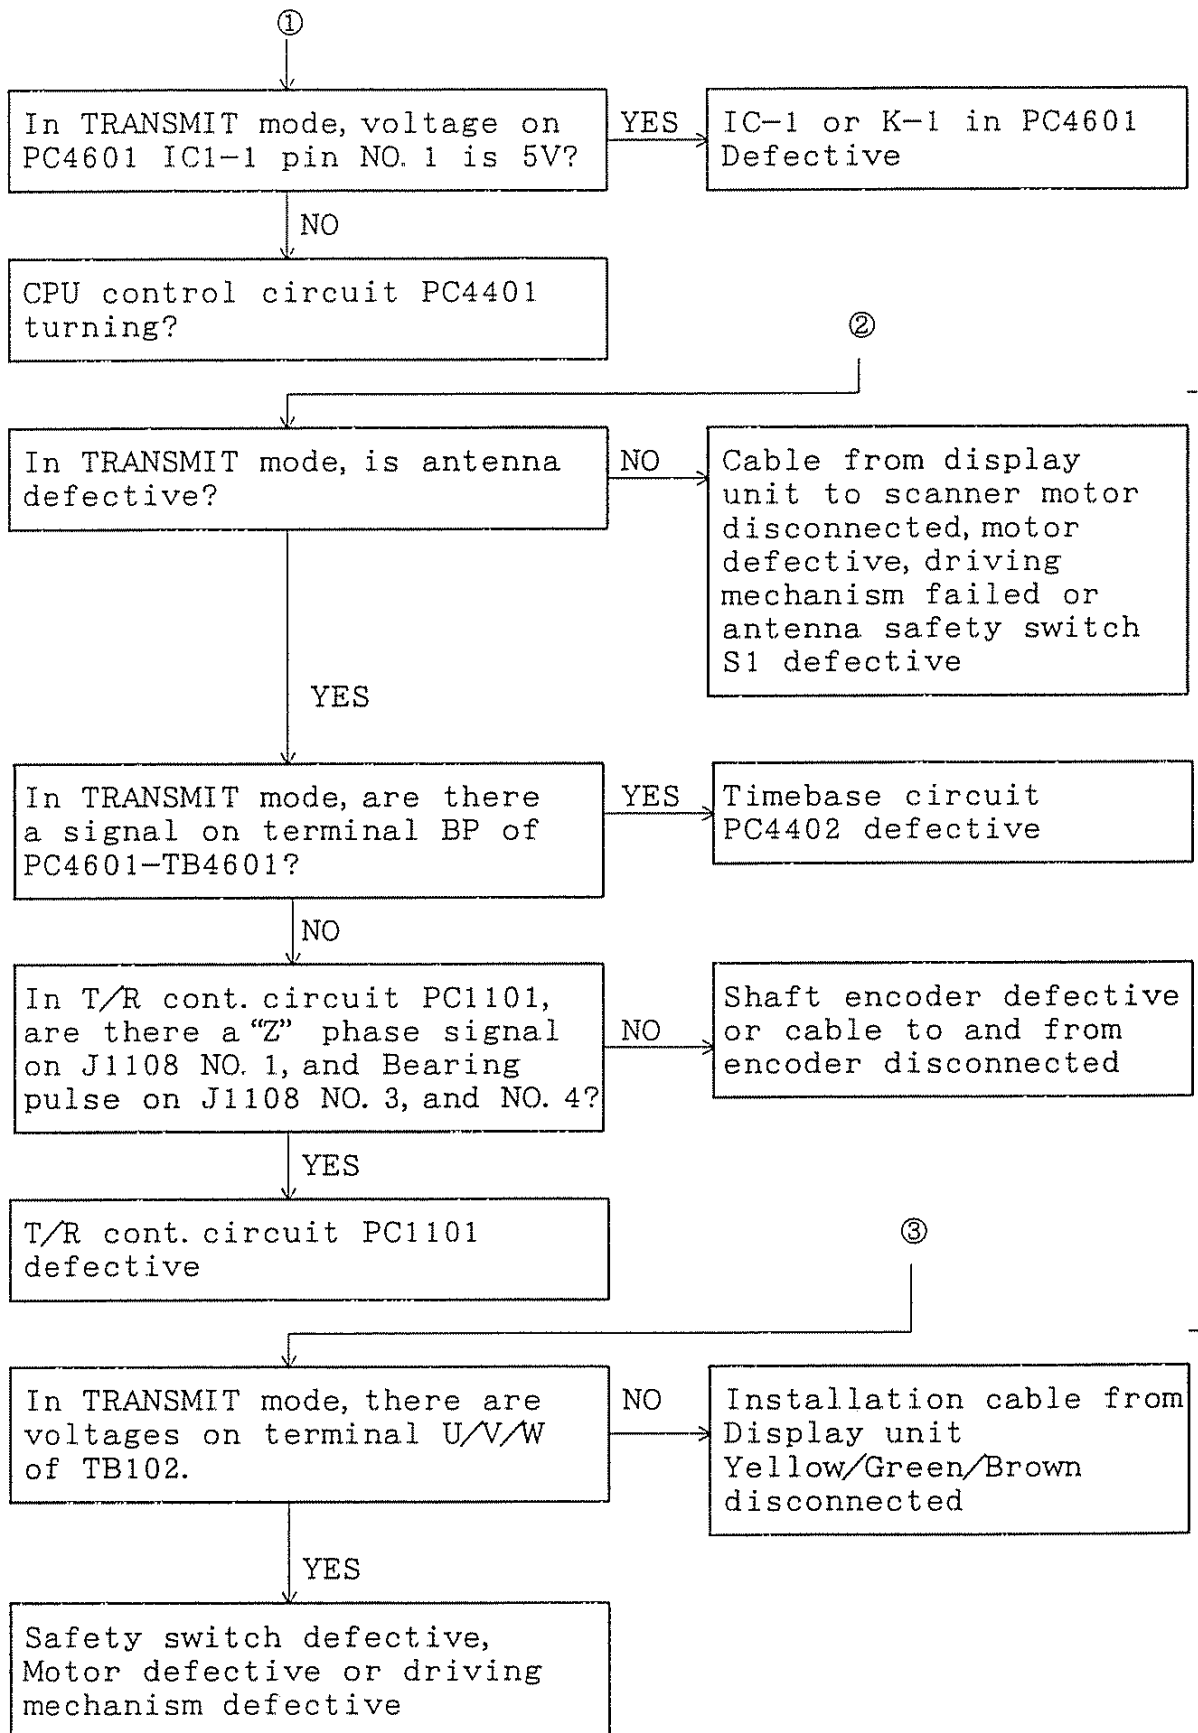 ①
In TRANSMIT mode, voltage on
PC4601 IC1-1 pin NO. 1 is 5V?
YES
IC-1 or K-1 in PC4601
Defective
NO
CPU control circuit PC4401
turning?
②
In TRANSMIT mode, is antenna
defective?
NO
Cable from display
unit to scanner motor
disconnected, motor
defective, driving
mechanism failed or
antenna safety switch
S1 defective
YES
In TRANSMIT mode, are there
a signal on terminal BP of
PC4601-TB4601?
YES
Timebase circuit
PC4402 defective
NO
In T/R cont. circuit PC1101,
are there a “Z” phase signal
on J1108 NO. 1, and Bearing
pulse on J1108 NO. 3, and NO. 4?
NO
Shaft encoder defective
or cable to and from
encoder disconnected
YES
T/R cont. circuit PC1101
defective
③
In TRANSMIT mode, there are
voltages on terminal U/V/W
of TB102.
NO
Installation cable from
Display unit
Yellow/Green/Brown
disconnected
YES
Safety switch defective,
Motor defective or driving
mechanism defective